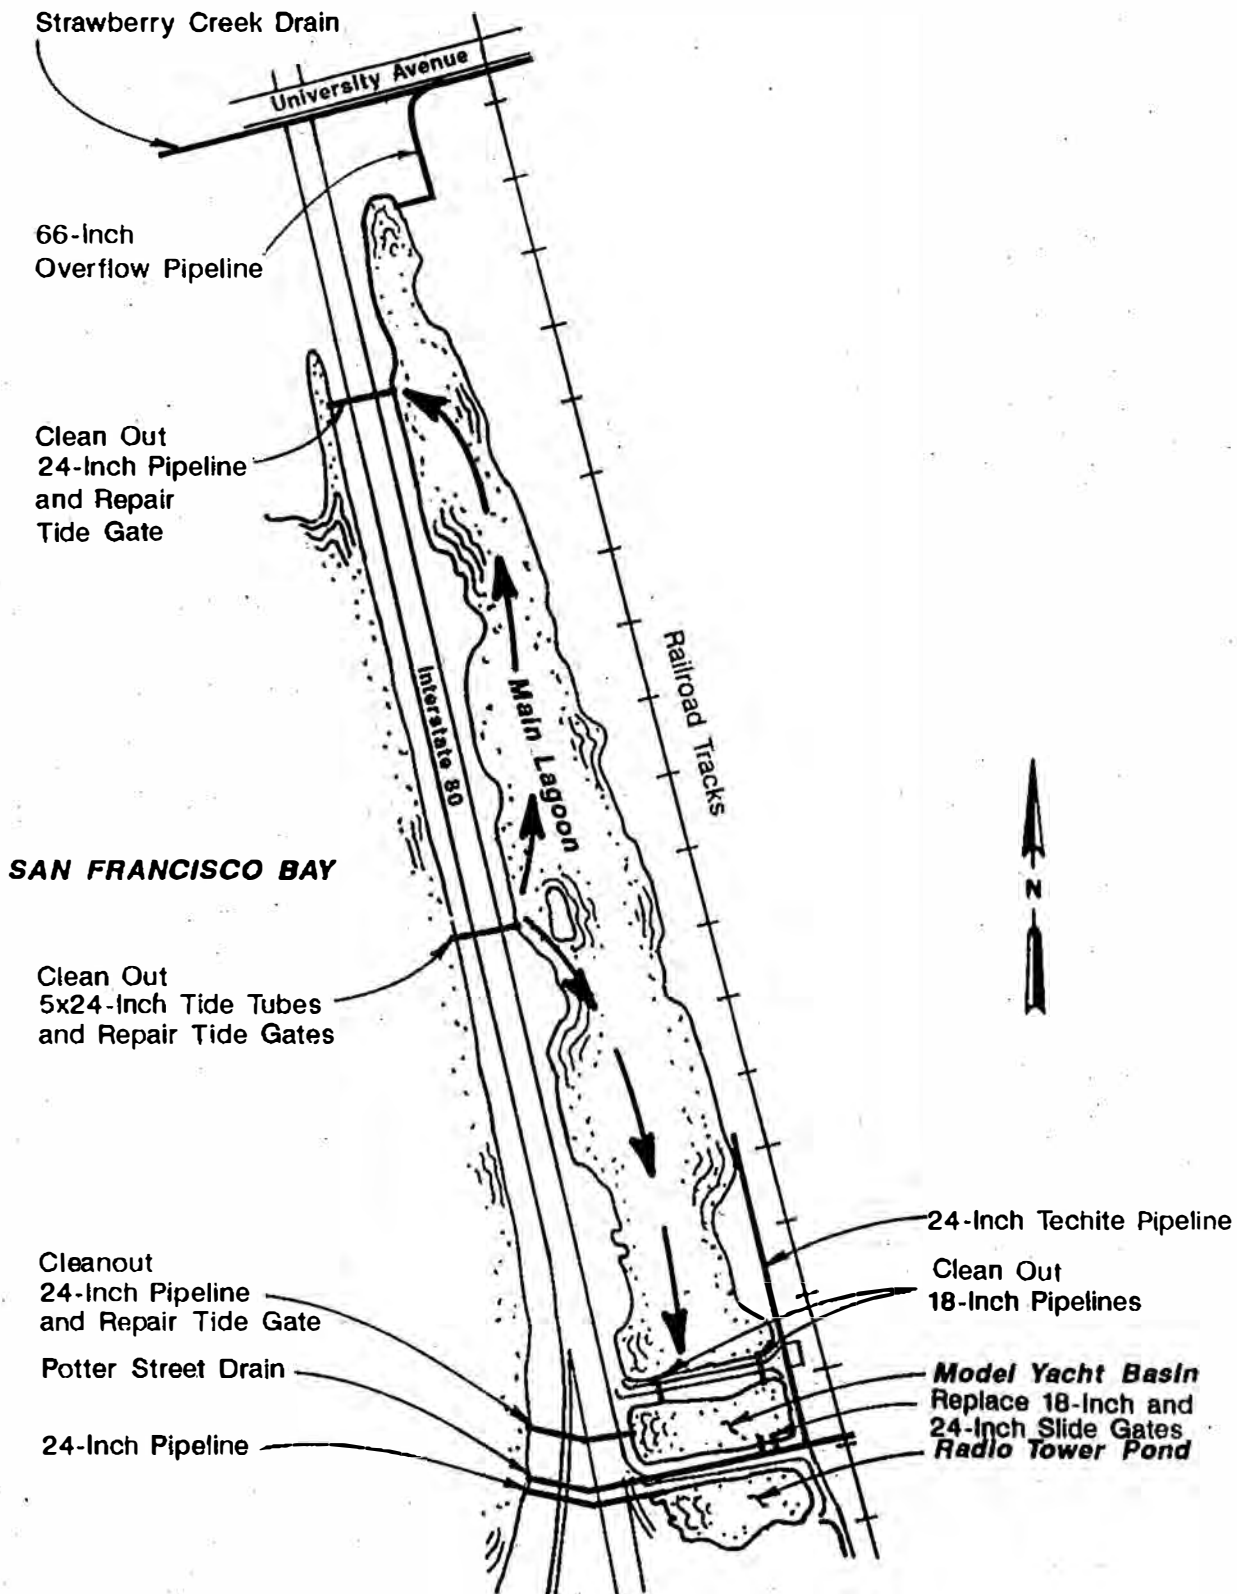 Strawberry Creek Drain
University Avenue
66-Inch
Overflow Pipeline
Clean Out
24-Inch Pipeline
and Repair
Tide Gate
Railroad Tracks
Interstate 80
Main Lagoon
SAN FRANCISCO BAY
N
Clean Out
5x24-Inch Tide Tubes
and Repair Tide Gates
24-Inch Techite Pipeline
Clean Out
18-Inch Pipelines
Cleanout
24-Inch Pipeline
and Repair Tide Gate
Potter Street Drain
24-Inch Pipeline
Model Yacht Basin
Replace 18-Inch and
24-Inch Slide Gates
Radio Tower Pond